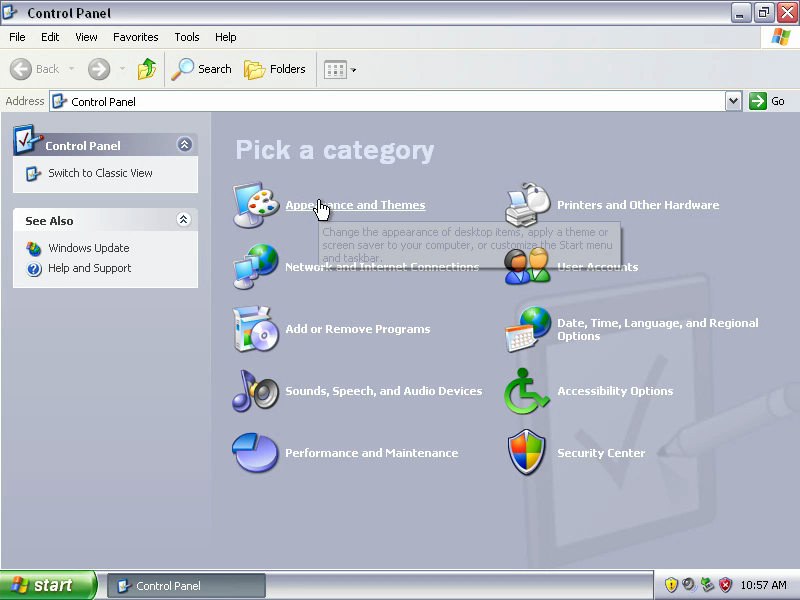 Control Panel
File Edit View Favorites Tools Help
Back Search Folders
Address Control Panel Go
Control Panel
Switch to Classic View
See Also
Windows Update
Help and Support
Pick a category
Appearance and Themes
Printers and Other Hardware
Change the appearance of desktop items, apply a theme or
screen saver to your computer, or customize the Start menu
and taskbar.
Network and Internet Connections
User Accounts
Add or Remove Programs
Date, Time, Language, and Regional
Options
Sounds, Speech, and Audio Devices
Accessibility Options
Performance and Maintenance
Security Center
start Control Panel 10:57 AM